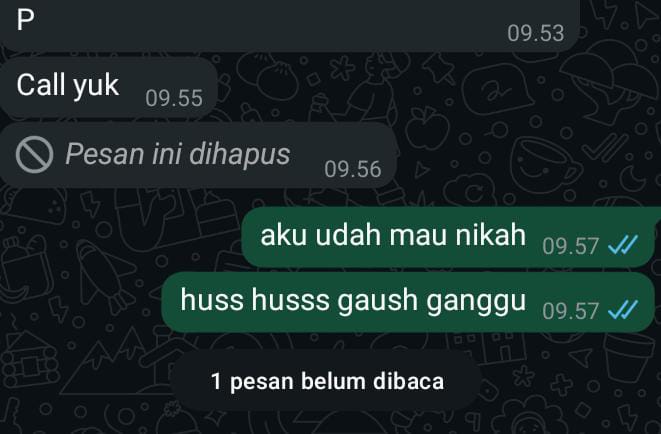 P
09.53
Call yuk 09.55
Pesan ini dihapus 09.56
aku udah mau nikah 09.57
huss husss gaush ganggu 09.57
1 pesan belum dibaca